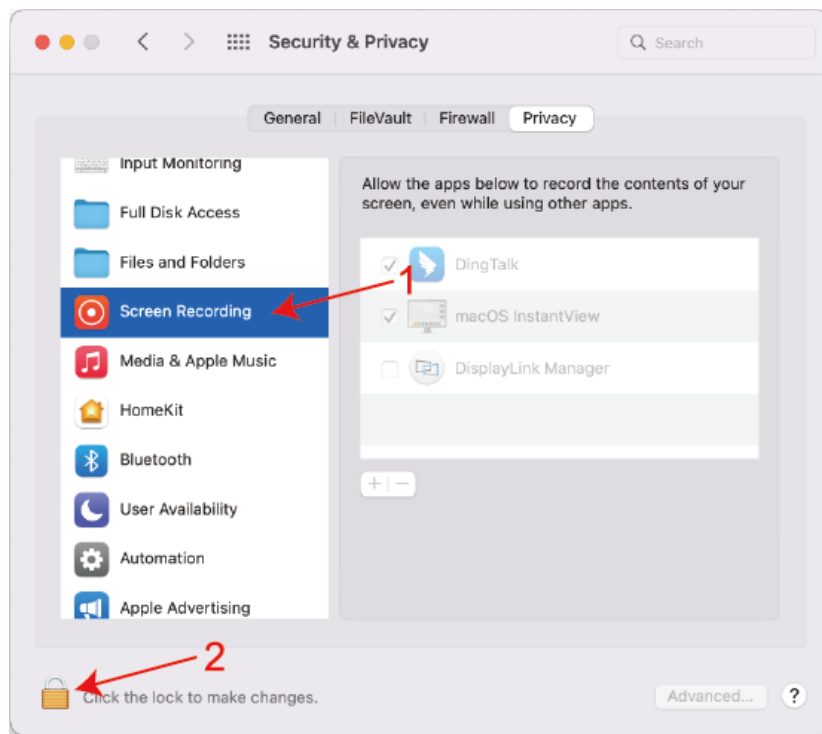 Security & Privacy
Search
General
FileVault
Firewall
Privacy
Input Monitoring
Full Disk Access
Files and Folders
Screen Recording
Media & Apple Music
HomeKit
Bluetooth
User Availability
Automation
Apple Advertising
Allow the apps below to record the contents of your
screen, even while using other apps.
DingTalk
macOS InstantView
DisplayLink Manager
+ | −
1
2
Click the lock to make changes.
Advanced...
?